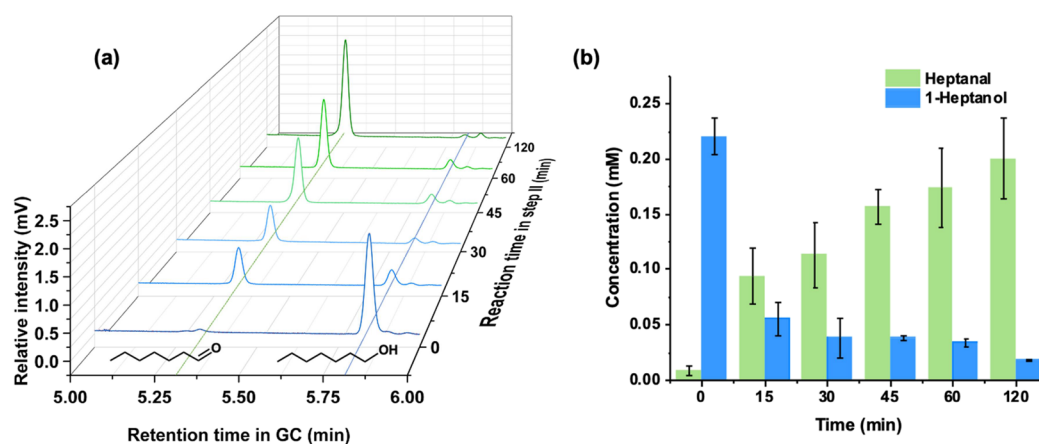 (a)
Relative intensity (mV)
2.5
2.0
1.5
1.0
0.5
0.0
5.00
5.25
5.50
5.75
6.00
Retention time in GC (min)
0
15
30
45
60
120
Reaction time in step II (min)
O
OH
(b)
Heptanal
1-Heptanol
Concentration (mM)
0.25
0.20
0.15
0.10
0.05
0.00
0
15
30
45
60
120
Time (min)